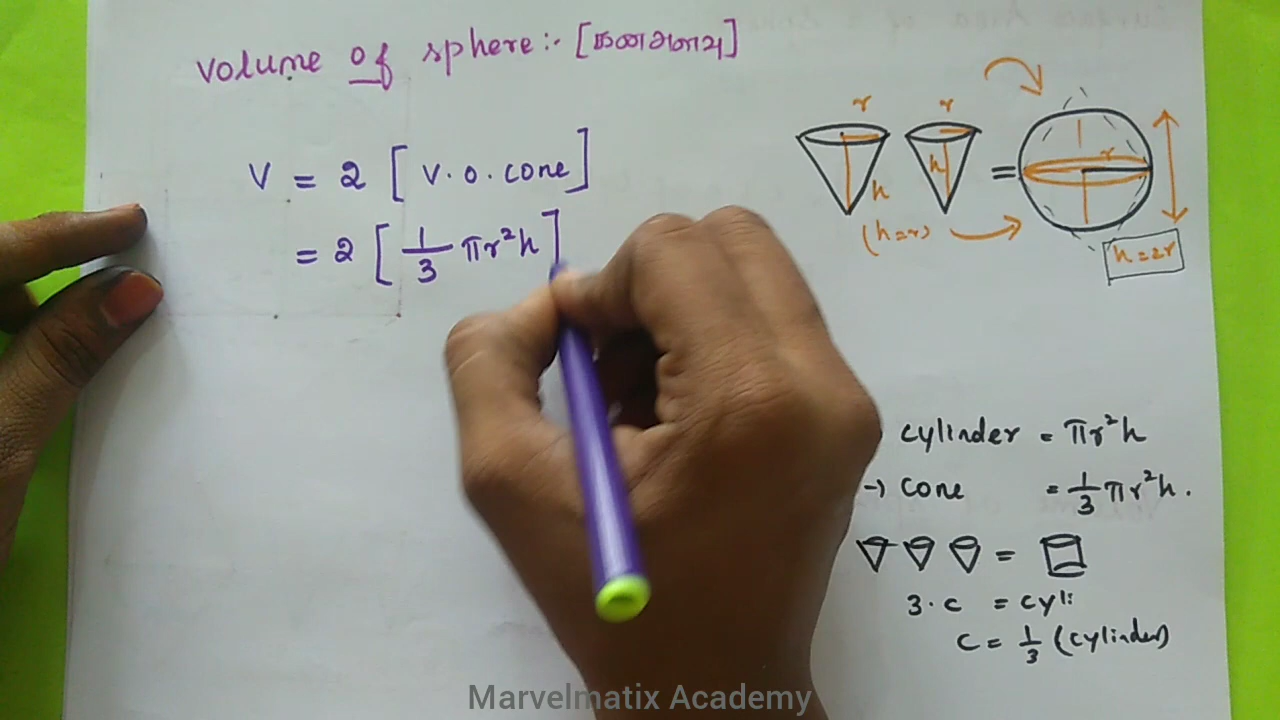 volume of sphere:- [கனஅளவு]
V = 2 [ V.O. cone]
= 2 [ 1/3 πr²h ]
r
r
h
h
(h=r)
=
r
h = 2r
cylinder = πr²h
→ cone = 1/3 πr²h.
=
3.c = cyli
c = 1/3 (cylinder)
Marvelmatix Academy